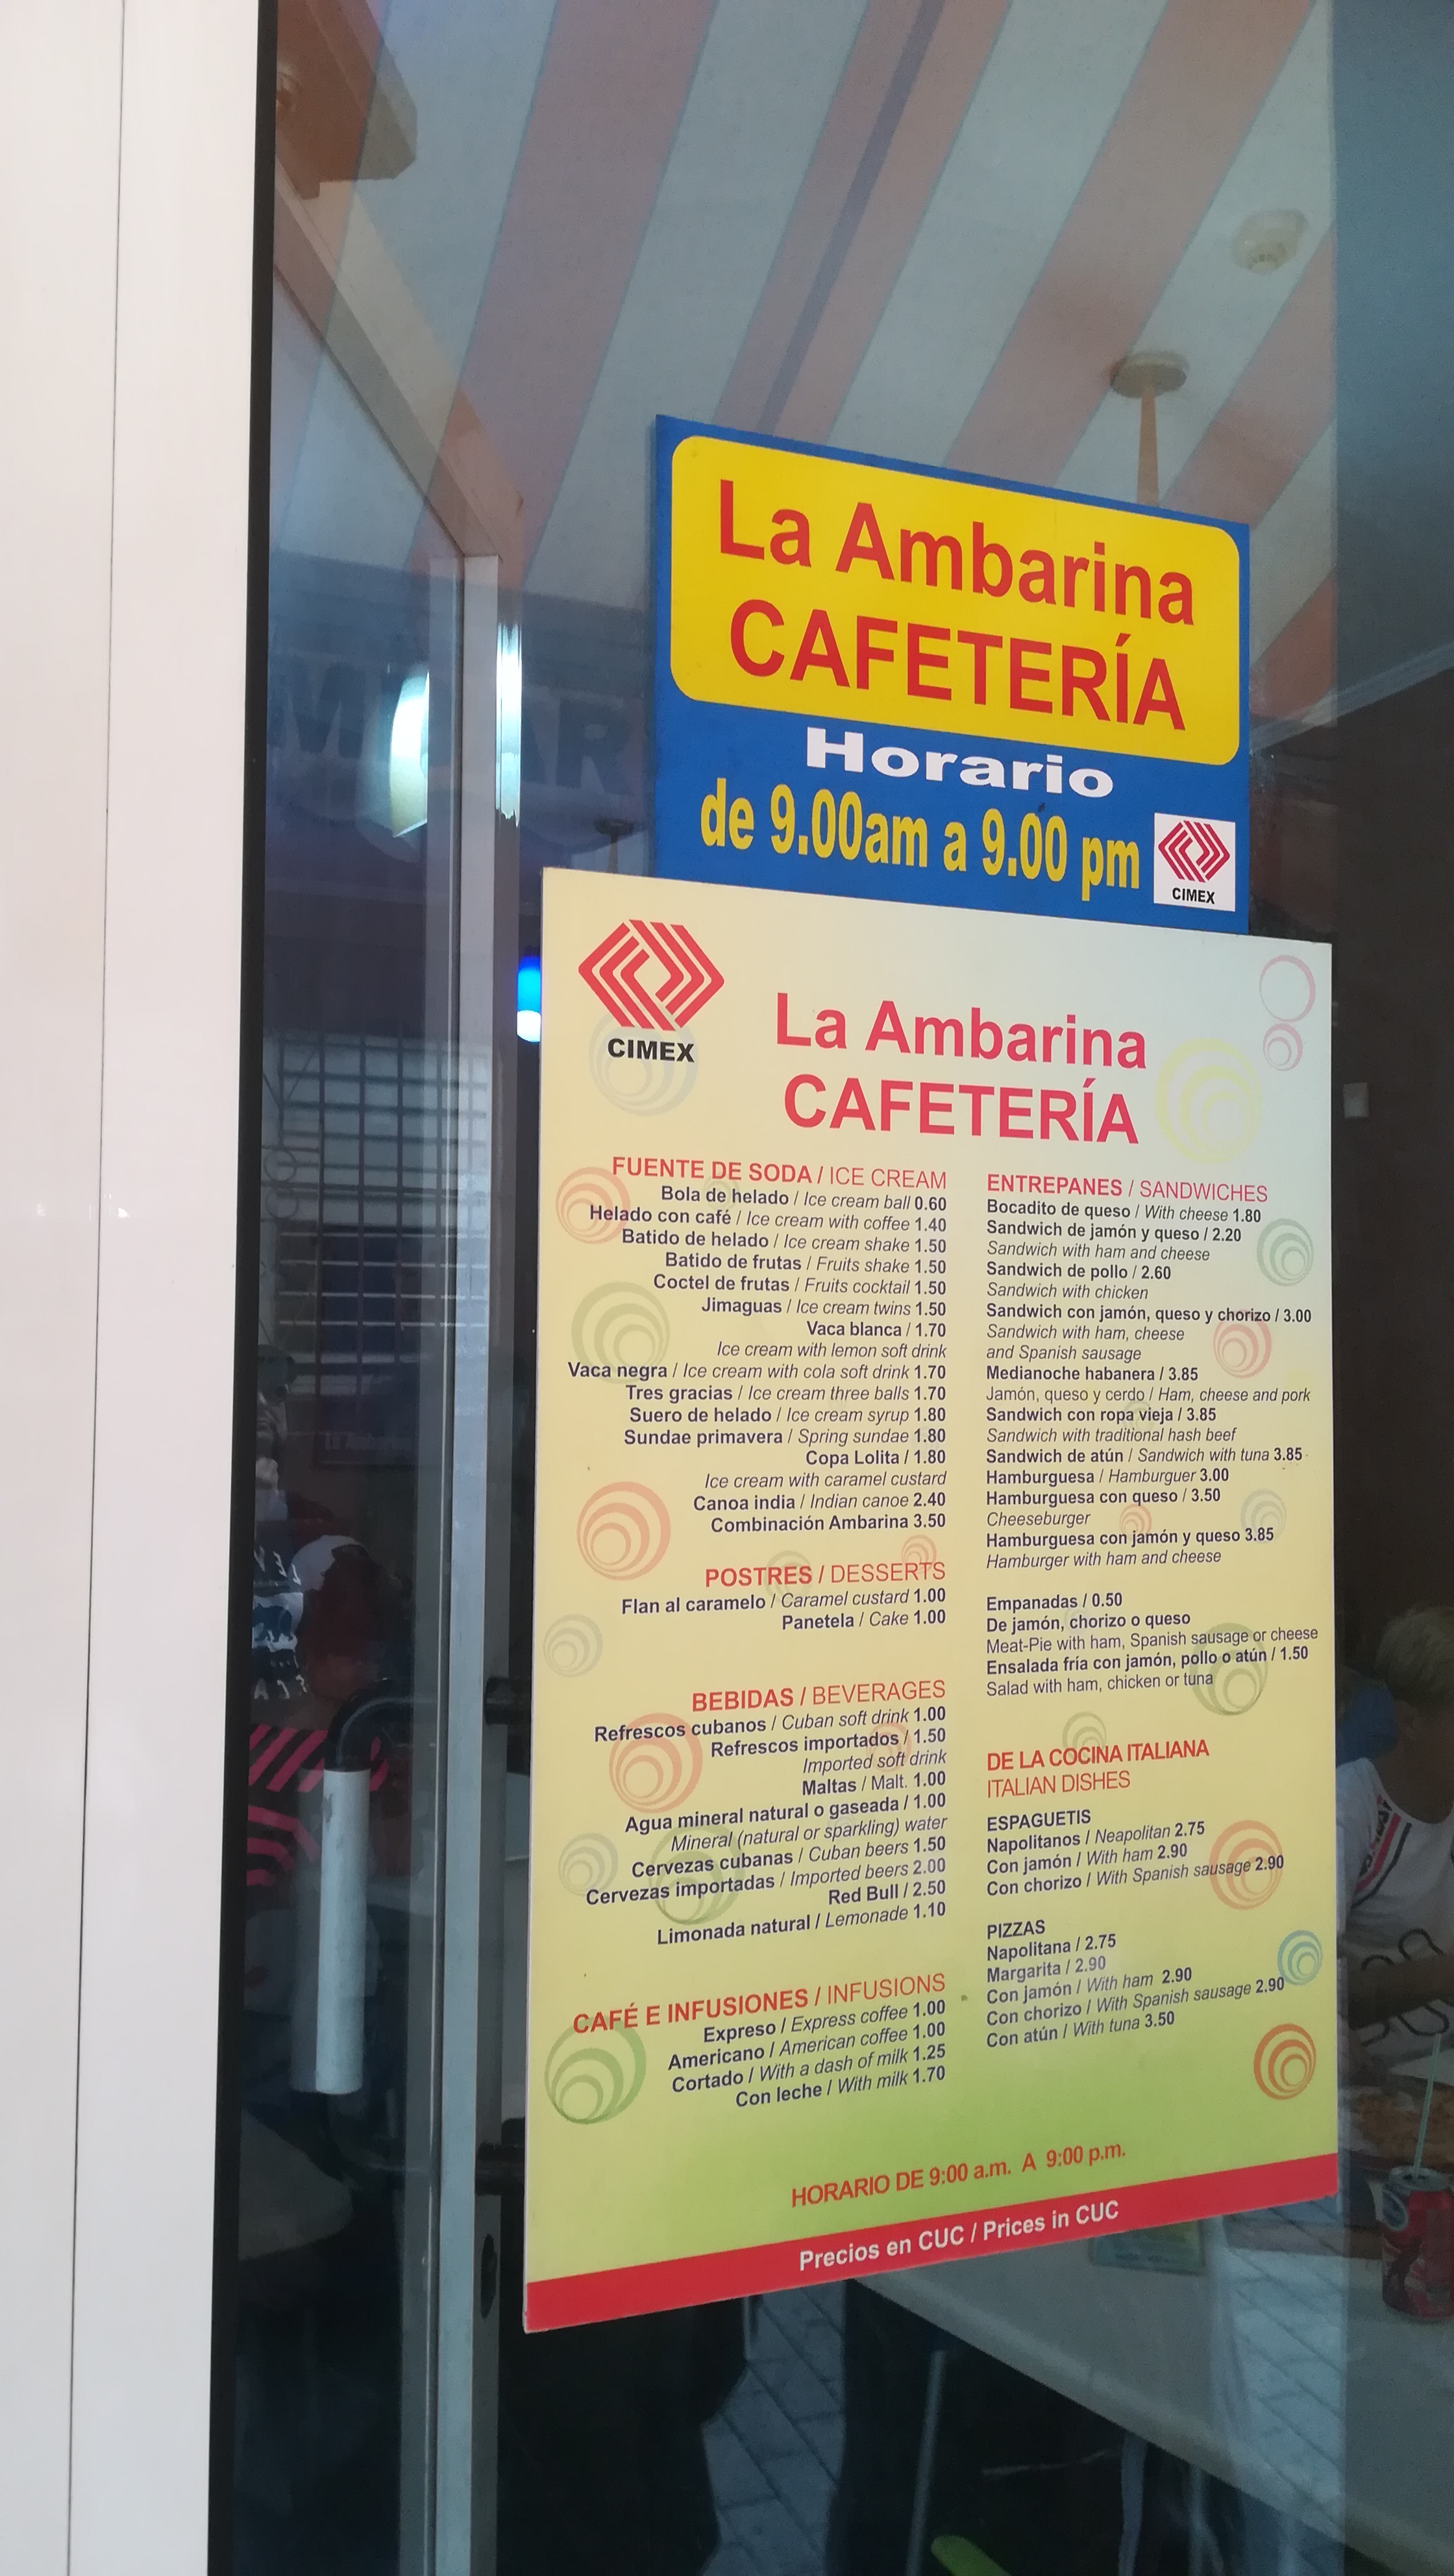 La Ambarina
CAFETERÍA
Horario
de 9.00am a 9.00 pm
CIMEX
CIMEX
La Ambarina
CAFETERÍA
FUENTE DE SODA / ICE CREAM
Bola de helado / Ice cream ball 0.60
Helado con café / Ice cream with coffee 1.40
Batido de helado / Ice cream shake 1.50
Batido de frutas / Fruits shake 1.50
Coctel de frutas / Fruits cocktail 1.50
Jimaguas / Ice cream twins 1.50
Vaca blanca / 1.70
Ice cream with lemon soft drink
Vaca negra / Ice cream with cola soft drink 1.70
Tres gracias / Ice cream three balls 1.70
Suero de helado / Ice cream syrup 1.80
Sundae primavera / Spring sundae 1.80
Copa Lolita / 1.80
Ice cream with caramel custard
Canoa india / Indian canoe 2.40
Combinación Ambarina 3.50
POSTRES / DESSERTS
Flan al caramelo / Caramel custard 1.00
Panetela / Cake 1.00
BEBIDAS / BEVERAGES
Refrescos cubanos / Cuban soft drink 1.00
Refrescos importados / 1.50
Imported soft drink
Maltas / Malt. 1.00
Agua mineral natural o gaseada / 1.00
Mineral (natural or sparkling) water
Cervezas cubanas / Cuban beers 1.50
Cervezas importadas / Imported beers 2.00
Red Bull / 2.50
Limonada natural / Lemonade 1.10
CAFÉ E INFUSIONES / INFUSIONS
Expreso / Express coffee 1.00
Americano / American coffee 1.00
Cortado / With a dash of milk 1.25
Con leche / With milk 1.70
ENTREPANES / SANDWICHES
Bocadito de queso / With cheese 1.80
Sandwich de jamón y queso / 2.20
Sandwich with ham and cheese
Sandwich de pollo / 2.60
Sandwich with chicken
Sandwich con jamón, queso y chorizo / 3.00
Sandwich with ham, cheese
and Spanish sausage
Medianoche habanera / 3.85
Jamón, queso y cerdo / Ham, cheese and pork
Sandwich con ropa vieja / 3.85
Sandwich with traditional hash beef
Sandwich de atún / Sandwich with tuna 3.85
Hamburguesa / Hamburguer 3.00
Hamburguesa con queso / 3.50
Cheeseburger
Hamburguesa con jamón y queso 3.85
Hamburger with ham and cheese
Empanadas / 0.50
De jamón, chorizo o queso
Meat-Pie with ham, Spanish sausage or cheese
Ensalada fría con jamón, pollo o atún / 1.50
Salad with ham, chicken or tuna
DE LA COCINA ITALIANA
ITALIAN DISHES
ESPAGUETIS
Napolitanos / Neapolitan 2.75
Con jamón / With ham 2.90
Con chorizo / With Spanish sausage 2.90
PIZZAS
Napolitana / 2.75
Margarita / 2.90
Con jamón / With ham 2.90
Con chorizo / With Spanish sausage 2.90
Con atún / With tuna 3.50
HORARIO DE 9:00 a.m. A 9:00 p.m.
Precios en CUC / Prices in CUC